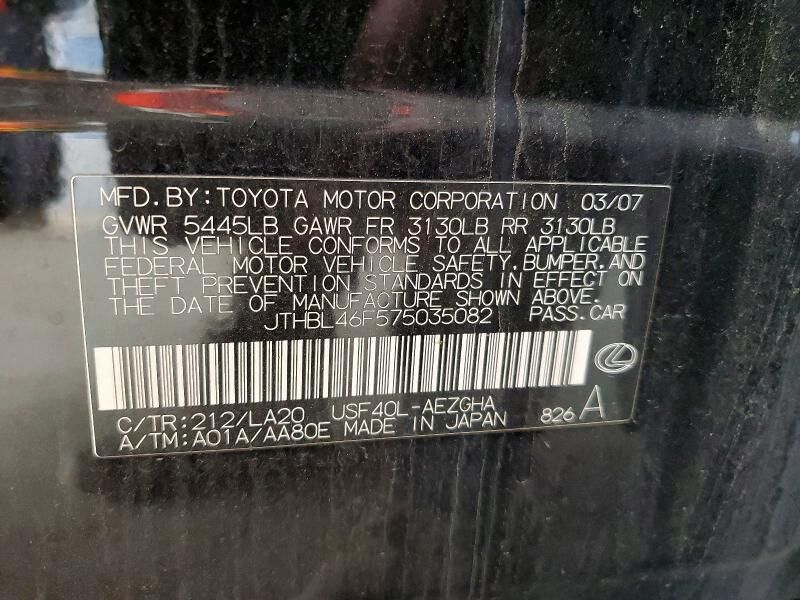 MFD.BY:TOYOTA MOTOR CORPORATION 03/07
GVWR 5445LB GAWR FR 3130LB RR 3130LB
THIS VEHICLE CONFORMS TO ALL APPLICABLE
FEDERAL MOTOR VEHICLE SAFETY,BUMPER,AND
THEFT PREVENTION STANDARDS IN EFFECT ON
THE DATE OF MANUFACTURE SHOWN ABOVE.
JTHBL46F575035082 PASS.CAR
C/TR:212/LA20 USF40L-AEZGHA
A/TM:A01A/AA80E MADE IN JAPAN 826 A